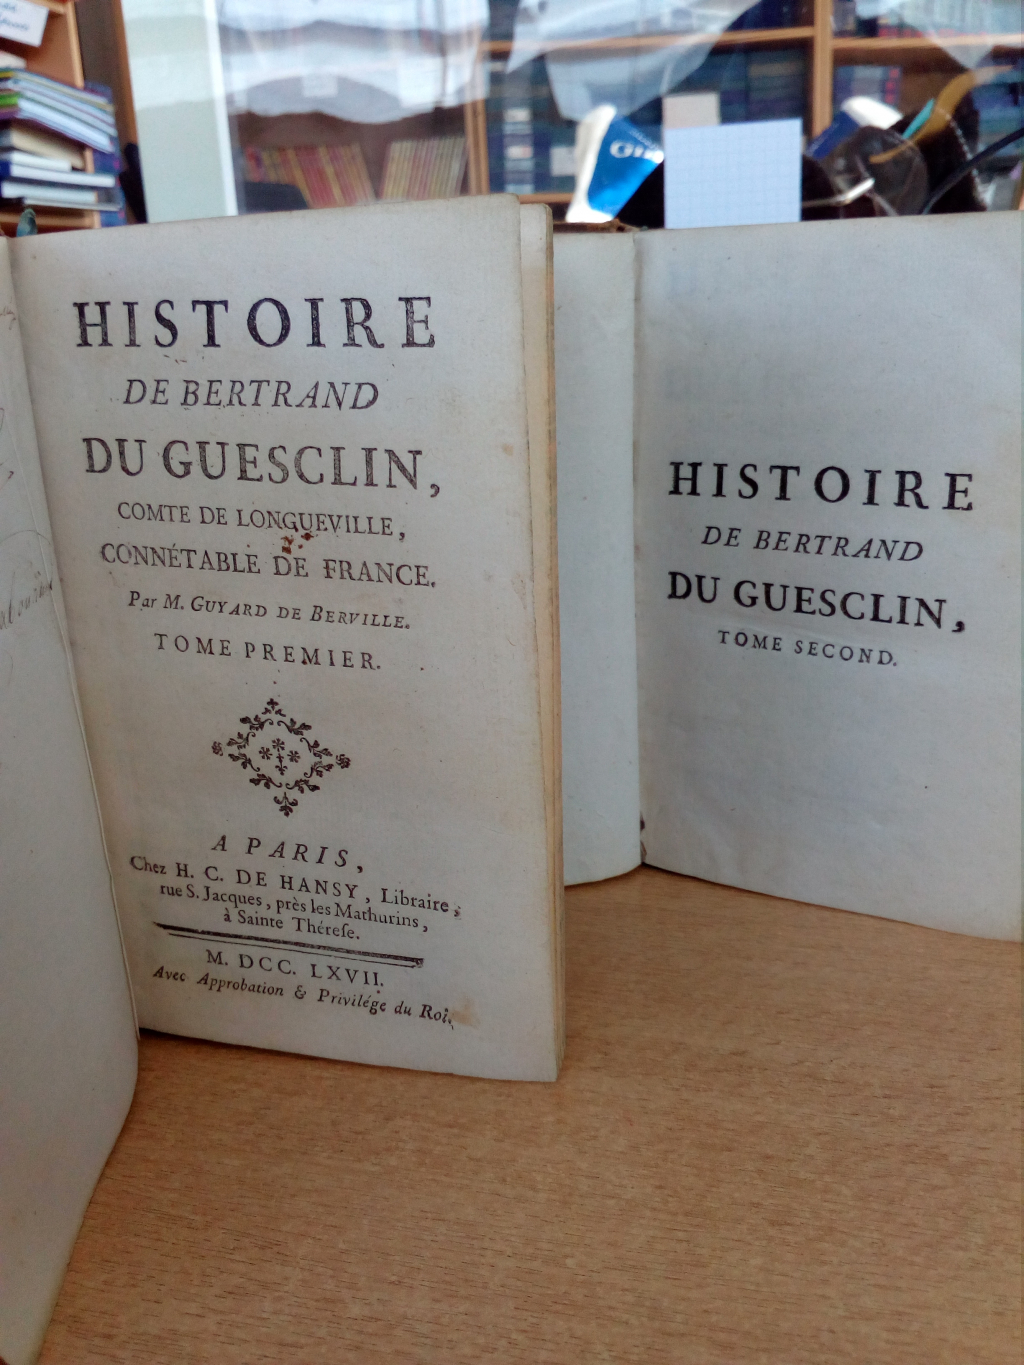 HISTOIRE
DE BERTRAND
DU GUESCLIN,
COMTE DE LONGUEVILLE,
CONNÉTABLE DE FRANCE.
Par M. GUYARD DE BERVILLE.
TOME PREMIER.
A PARIS,
Chez H. C. DE HANSY, Libraire,
rue S. Jacques, près les Mathurins,
à Sainte Thérese.
M. DCC. LXVII.
Avec Approbation & Privilége du Roi.
HISTOIRE
DE BERTRAND
DU GUESCLIN,
TOME SECOND.